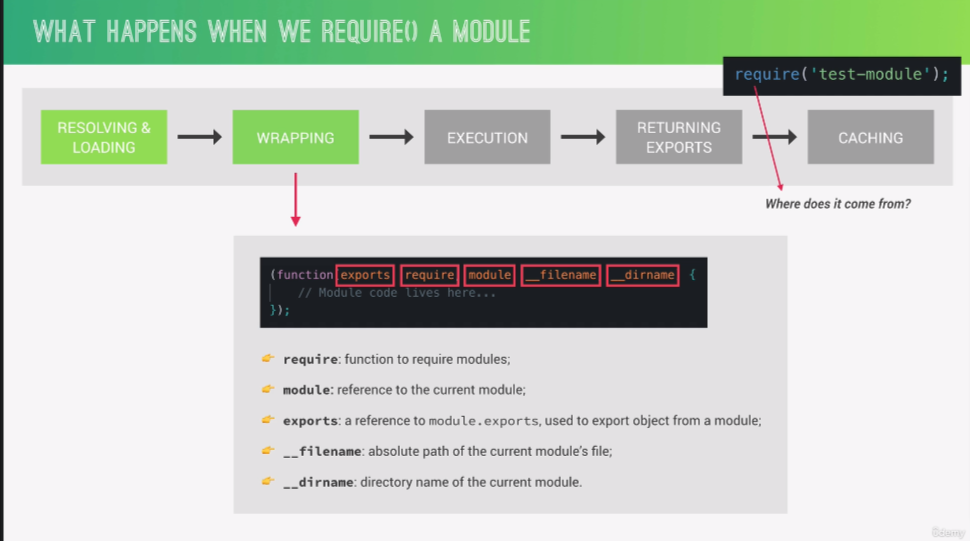 WHAT HAPPENS WHEN WE REQUIRE() A MODULE
require('test-module');
RESOLVING &
LOADING
WRAPPING
EXECUTION
RETURNING
EXPORTS
CACHING
Where does it come from?
(function exports require module __filename __dirname {
// Module code lives here...
});
👉 require: function to require modules;
👉 module: reference to the current module;
👉 exports: a reference to module.exports, used to export object from a module;
👉 __filename: absolute path of the current module's file;
👉 __dirname: directory name of the current module.
ûdemy